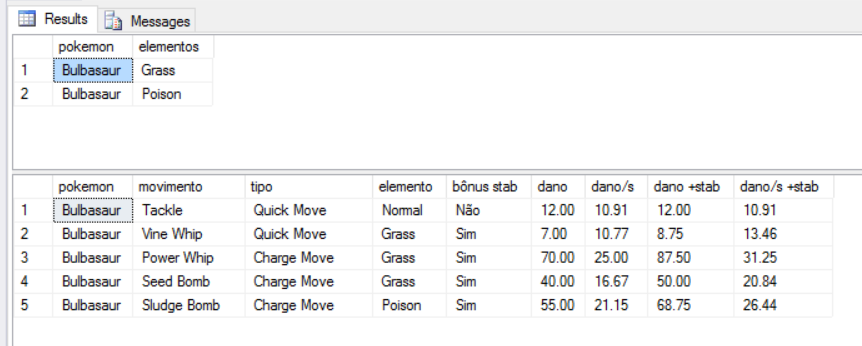 Results Messages
pokemon elementos
1 Bulbasaur Grass
2 Bulbasaur Poison
pokemon movimento tipo elemento bônus stab dano dano/s dano +stab dano/s +stab
1 Bulbasaur Tackle Quick Move Normal Não 12.00 10.91 12.00 10.91
2 Bulbasaur Vine Whip Quick Move Grass Sim 7.00 10.77 8.75 13.46
3 Bulbasaur Power Whip Charge Move Grass Sim 70.00 25.00 87.50 31.25
4 Bulbasaur Seed Bomb Charge Move Grass Sim 40.00 16.67 50.00 20.84
5 Bulbasaur Sludge Bomb Charge Move Poison Sim 55.00 21.15 68.75 26.44